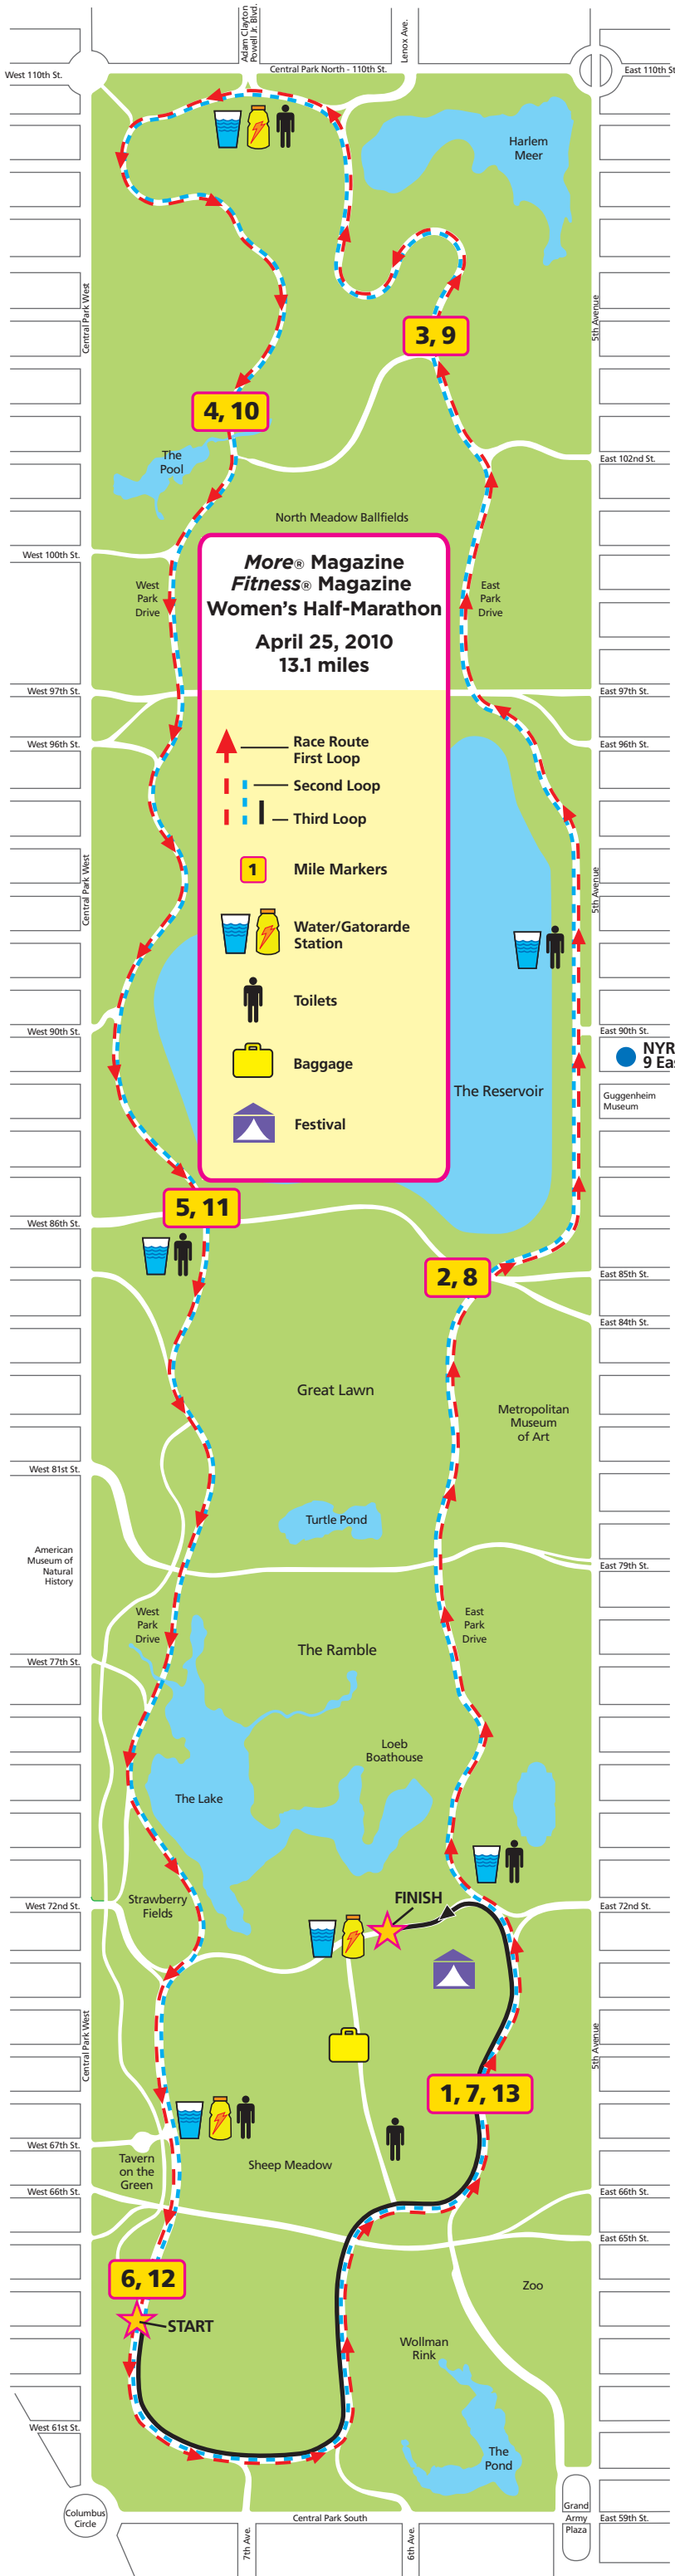 Adam Clayton
Powell Jr. Blvd.
Lenox Ave.
West 110th St.
Central Park North - 110th St.
East 110th St
Harlem
Meer
Central Park West
5th Avenue
3, 9
4, 10
The
Pool
East 102nd St.
North Meadow Ballfields
West 100th St.
More® Magazine
Fitness® Magazine
Women's Half-Marathon
April 25, 2010
13.1 miles
West
Park
Drive
East
Park
Drive
West 97th St.
East 97th St.
West 96th St.
East 96th St.
Race Route
First Loop
Second Loop
Third Loop
1
Mile Markers
Water/Gatorarde
Station
Toilets
Baggage
Festival
Central Park West
5th Avenue
West 90th St.
East 90th St.
NYR
9 Eas
The Reservoir
Guggenheim
Museum
5, 11
West 86th St.
2, 8
East 85th St.
East 84th St.
Great Lawn
Metropolitan
Museum
of Art
West 81st St.
Turtle Pond
American
Museum of
Natural
History
East 79th St.
West
Park
Drive
East
Park
Drive
The Ramble
West 77th St.
Loeb
Boathouse
The Lake
FINISH
Strawberry
Fields
West 72nd St.
East 72nd St.
Central Park West
5th Avenue
1, 7, 13
West 67th St.
Tavern
on the
Green
Sheep Meadow
West 66th St.
East 66th St.
East 65th St.
6, 12
Zoo
START
Wollman
Rink
West 61st St.
The
Pond
Columbus
Circle
Central Park South
Grand
Army
Plaza
East 59th St.
7th Ave.
6th Ave.